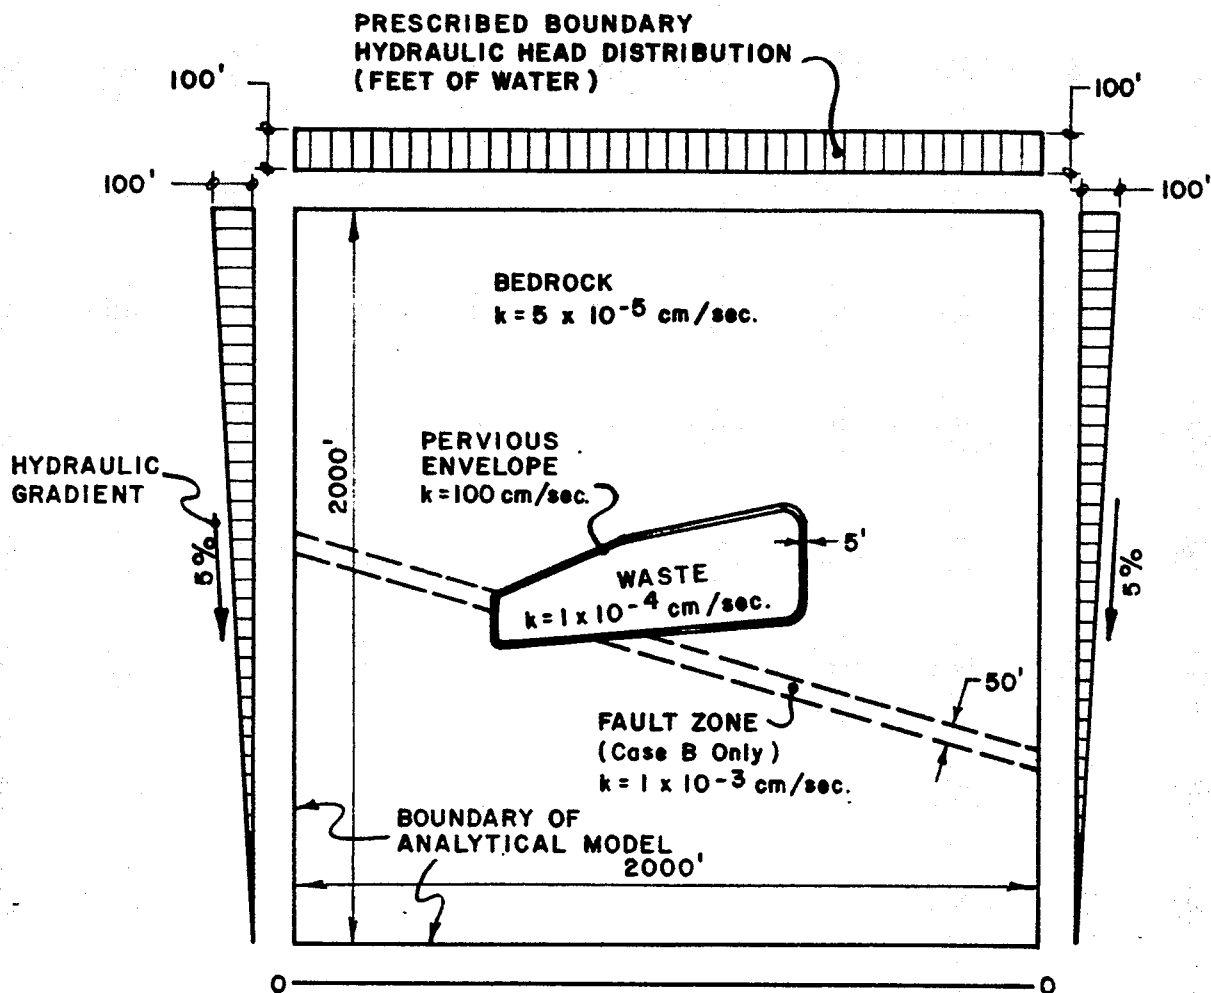 PRESCRIBED BOUNDARY
HYDRAULIC HEAD DISTRIBUTION
(FEET OF WATER)
100'
100'
100'
100'
BEDROCK
k = 5 x 10⁻⁵ cm/sec.
PERVIOUS
ENVELOPE
k = 100 cm/sec.
2000'
HYDRAULIC
GRADIENT
5%
5%
5'
WASTE
k = 1 x 10⁻⁴ cm/sec.
50'
FAULT ZONE
(Case B Only)
k = 1 x 10⁻³ cm/sec.
BOUNDARY OF
ANALYTICAL MODEL
2000'
0
0